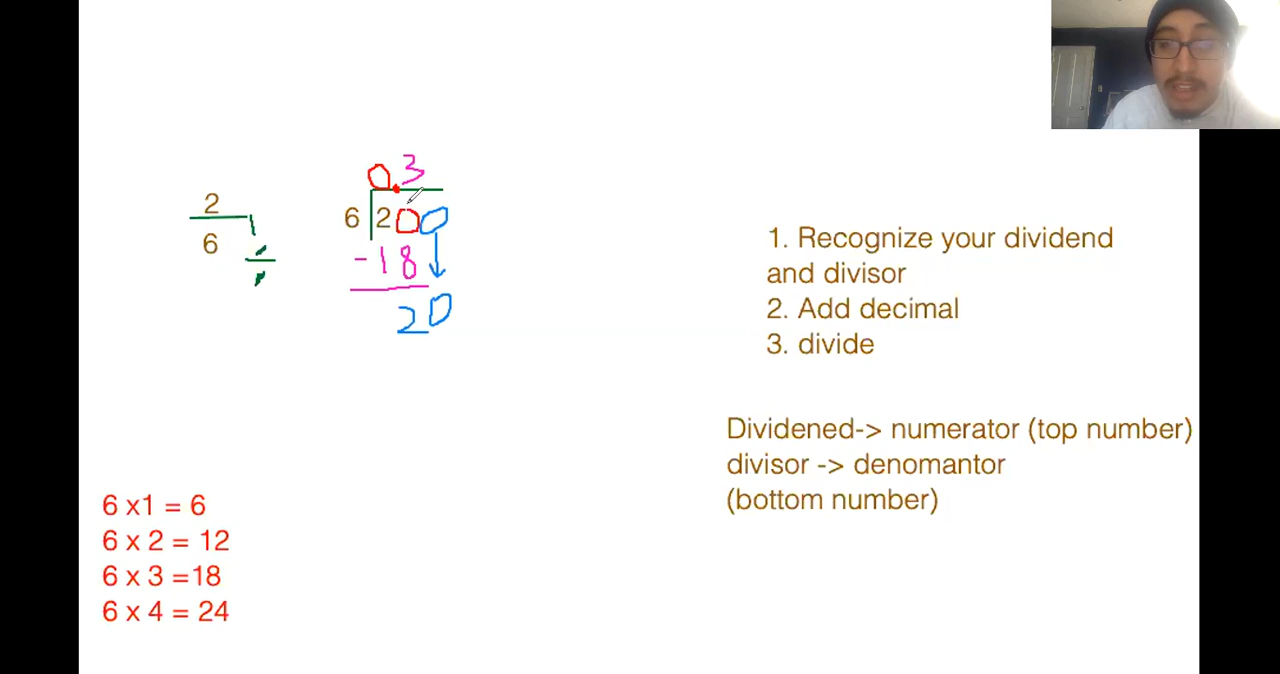 0.3
2
6
6 2 0 0
÷
- 1 8
2 0
1. Recognize your dividend
and divisor
2. Add decimal
3. divide
Dividened-> numerator (top number)
divisor -> denomantor
(bottom number)
6 x1 = 6
6 x 2 = 12
6 x 3 =18
6 x 4 = 24